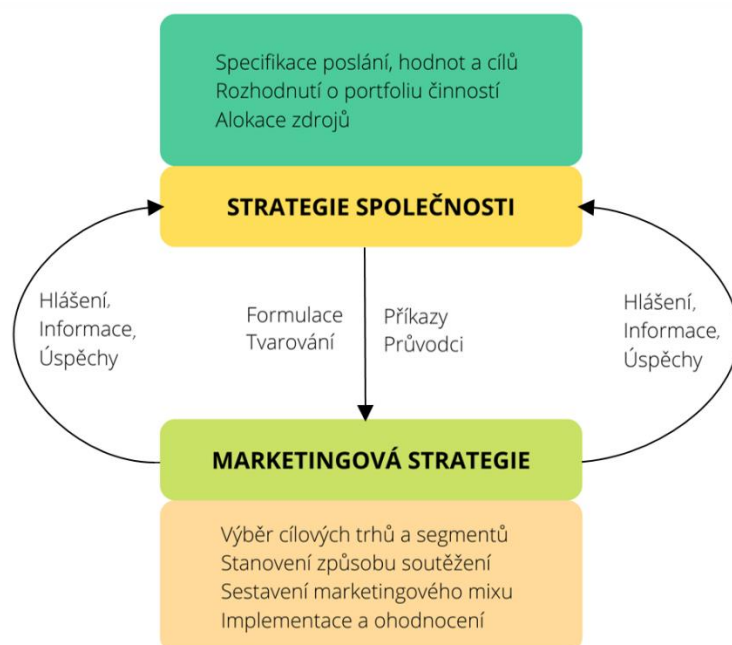 Specifikace poslání, hodnot a cílů
Rozhodnutí o portfoliu činností
Alokace zdrojů
STRATEGIE SPOLEČNOSTI
Hlášení,
Informace,
Úspěchy
Formulace
Tvarování
Příkazy
Průvodci
Hlášení,
Informace,
Úspěchy
MARKETINGOVÁ STRATEGIE
Výběr cílových trhů a segmentů
Stanovení způsobu soutěžení
Sestavení marketingového mixu
Implementace a ohodnocení